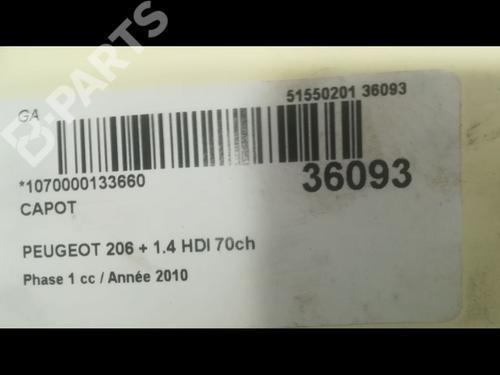 B-PARTS
GA
51550201 36093
*1070000133660
36093
CAPOT
PEUGEOT 206 + 1.4 HDI 70ch
Phase 1 cc / Année 2010